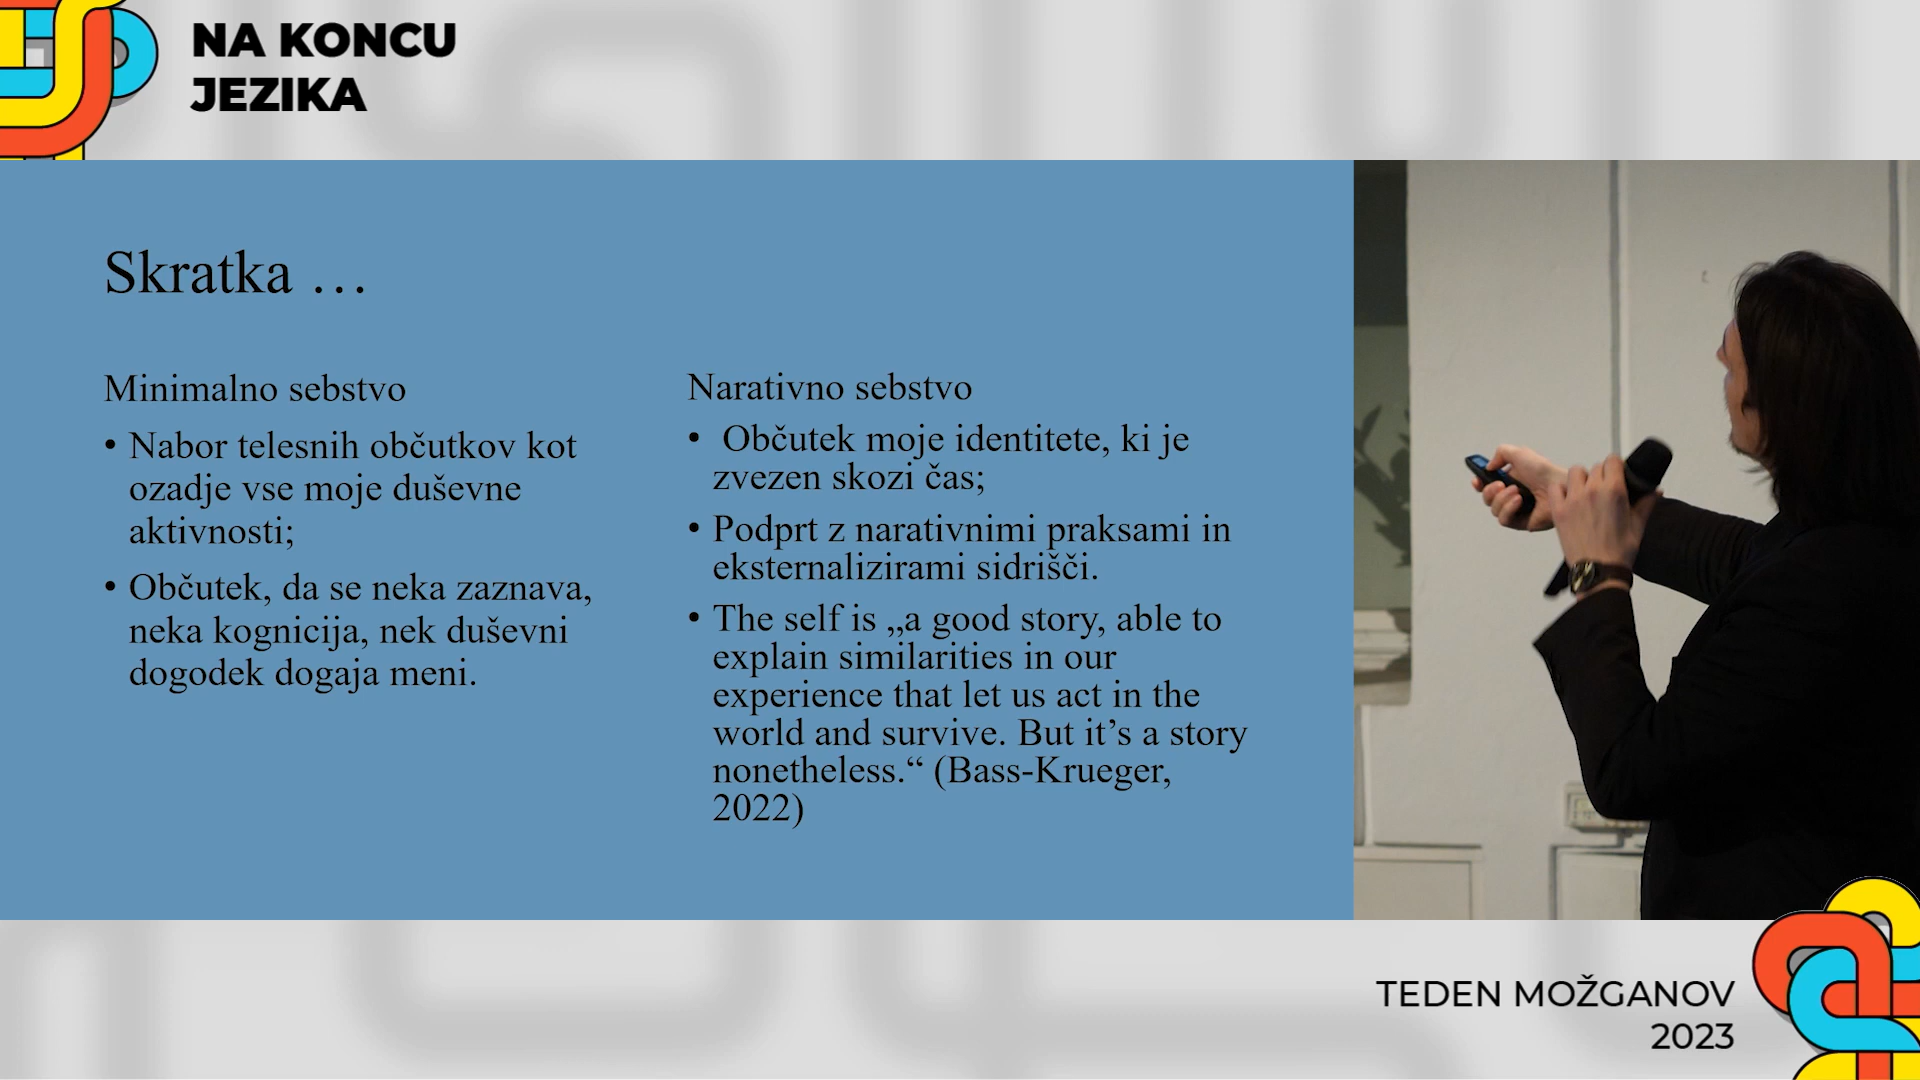 NA KONCU
JEZIKA
Skratka …
Minimalno sebstvo
• Nabor telesnih občutkov kot
ozadje vse moje duševne
aktivnosti;
• Občutek, da se neka zaznava,
neka kognicija, nek duševni
dogodek dogaja meni.
Narativno sebstvo
• Občutek moje identitete, ki je
zvezen skozi čas;
• Podprt z narativnimi praksami in
eksternalizirami sidrišči.
• The self is „a good story, able to
explain similarities in our
experience that let us act in the
world and survive. But it’s a story
nonetheless.“ (Bass-Krueger,
2022)
TEDEN MOŽGANOV
2023